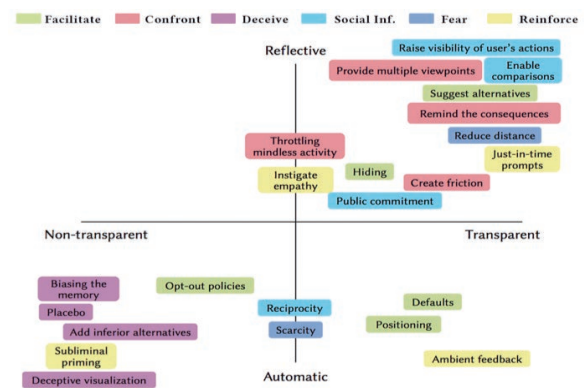 Facilitate Confront Deceive Social Inf. Fear Reinforce
Reflective
Raise visibility of user's actions
Provide multiple viewpoints
Enable
comparisons
Suggest alternatives
Remind the consequences
Reduce distance
Throttling
mindless activity
Just-in-time
prompts
Instigate
empathy
Hiding
Create friction
Public commitment
Non-transparent
Transparent
Biasing the
memory
Opt-out policies
Placebo
Reciprocity
Defaults
Add inferior alternatives
Scarcity
Positioning
Subliminal
priming
Ambient feedback
Deceptive visualization
Automatic